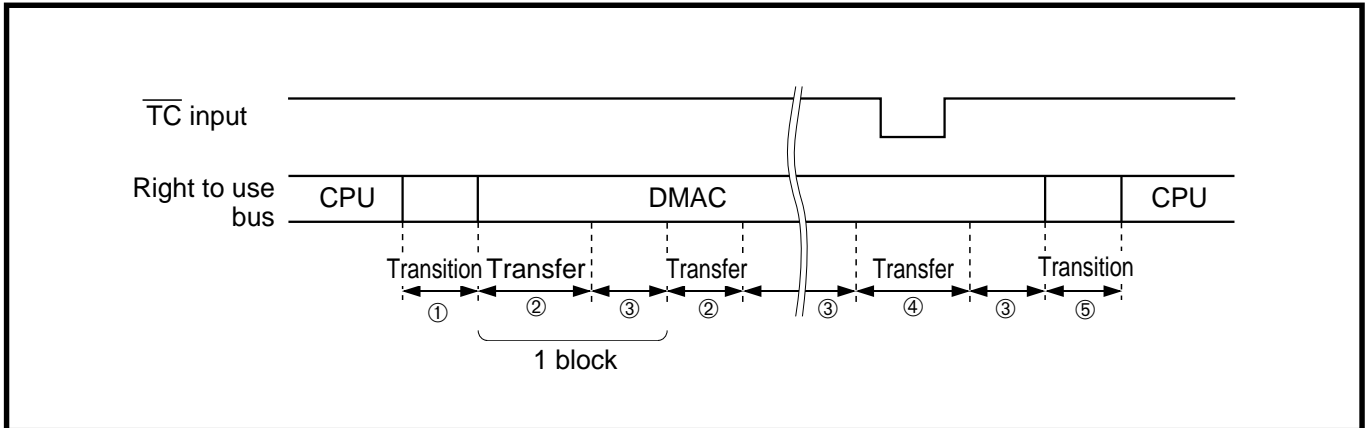 TC input
Right to use bus
CPU DMAC CPU
Transition Transfer Transfer Transfer Transition
① ② ③ ② ③ ④ ③ ⑤
1 block